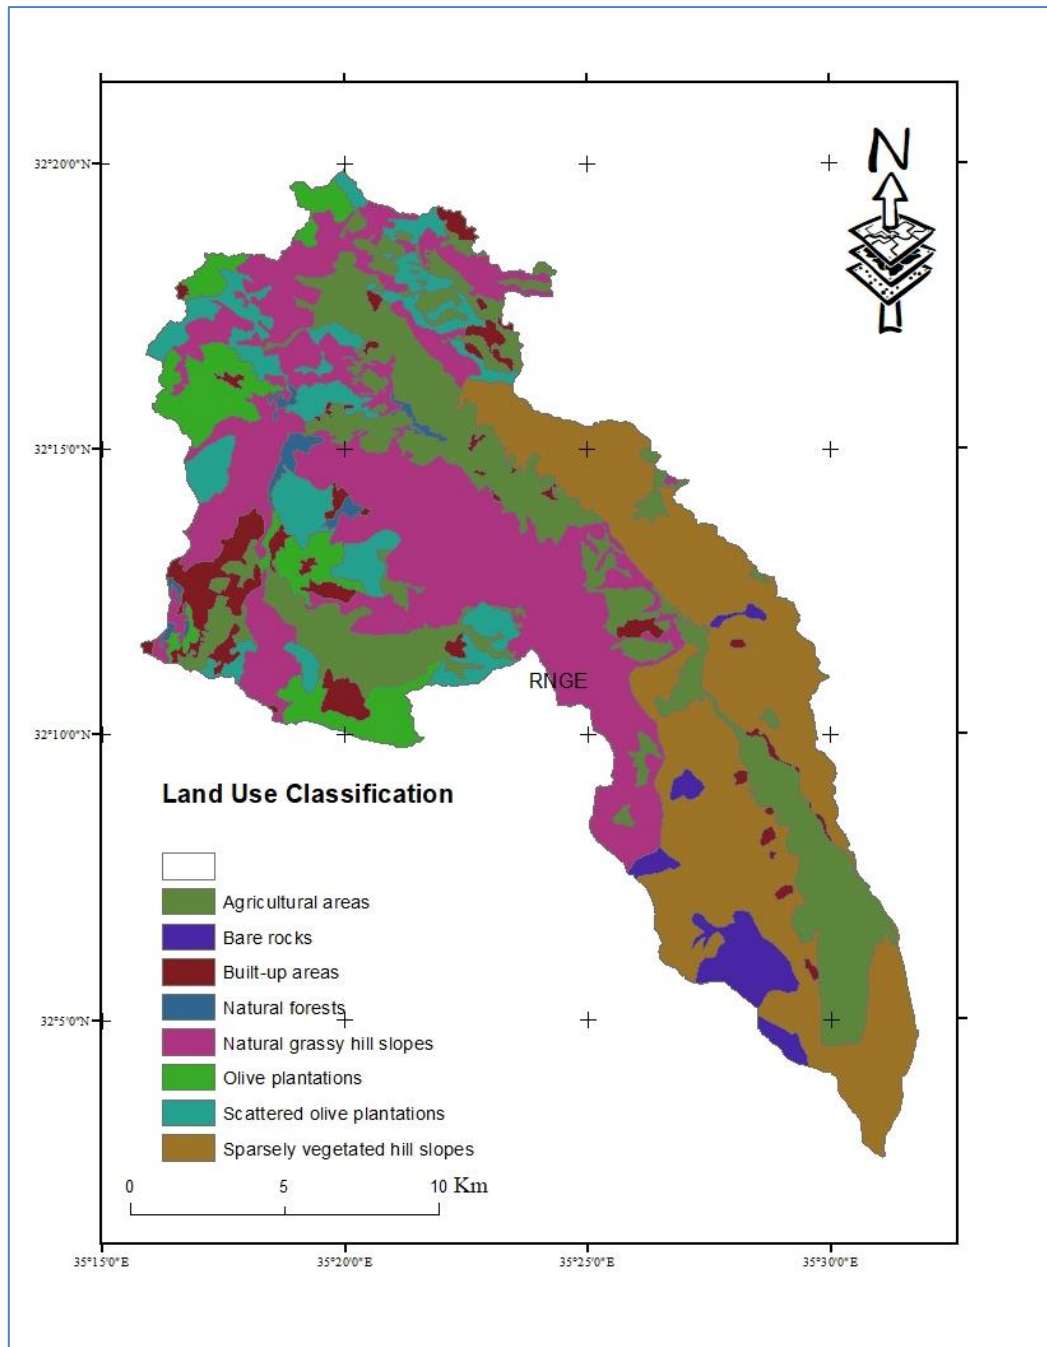 N
32°20'0"N
32°15'0"N
RNGE
32°10'0"N
Land Use Classification
Agricultural areas
Bare rocks
Built-up areas
Natural forests
32°5'0"N
Natural grassy hill slopes
Olive plantations
Scattered olive plantations
Sparsely vegetated hill slopes
0 5 10 Km
35°15'0"E 35°20'0"E 35°25'0"E 35°30'0"E